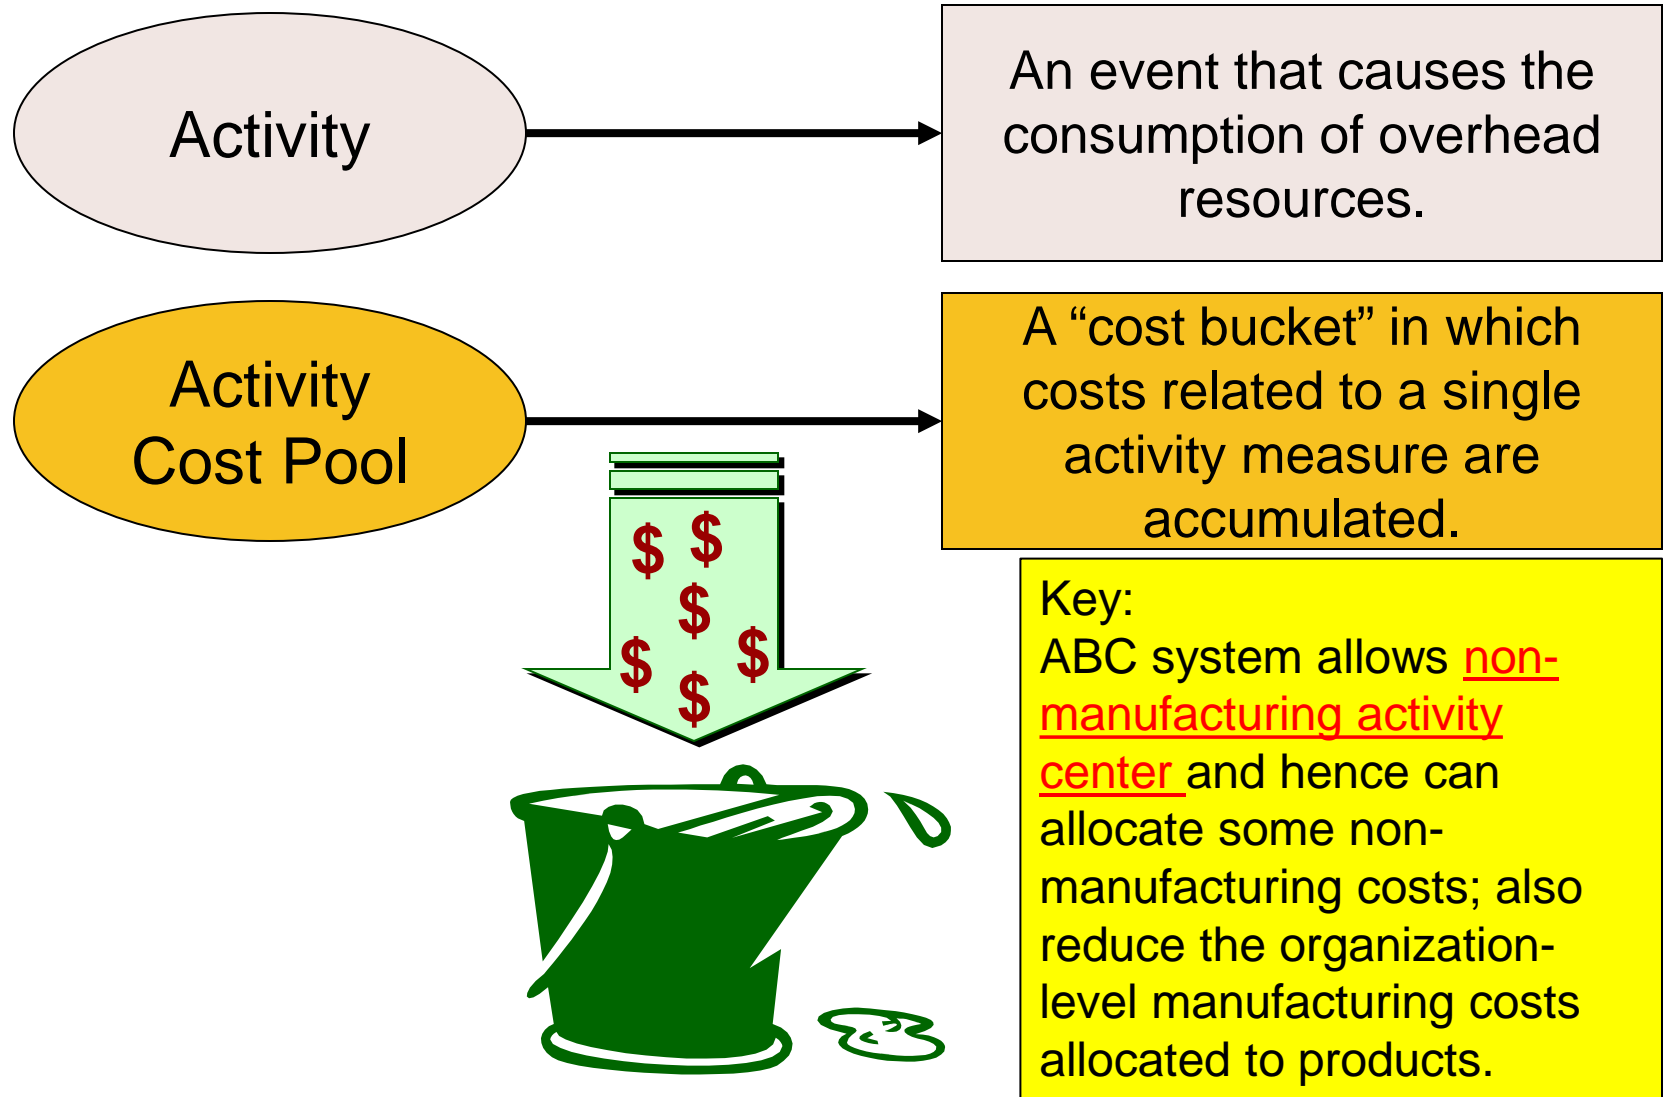 Activity
An event that causes the
consumption of overhead
resources.
Activity
Cost Pool
A “cost bucket” in which
costs related to a single
activity measure are
accumulated.
$ $
$
$ $
$
Key:
ABC system allows non-
manufacturing activity
center and hence can
allocate some non-
manufacturing costs; also
reduce the organization-
level manufacturing costs
allocated to products.